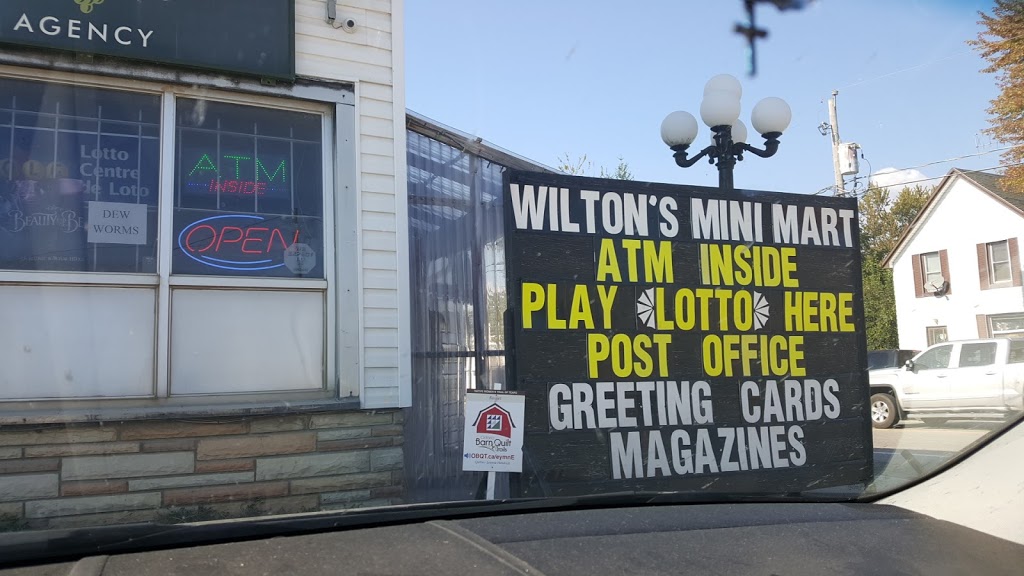 AGENCY
Lotto
Centre
de Loto
DEW
WORMS
ATM
INSIDE
OPEN
WILTON'S MINI MART
ATM INSIDE
PLAY LOTTO HERE
POST OFFICE
GREETING CARDS
MAGAZINES
Barn Quilt
Trails